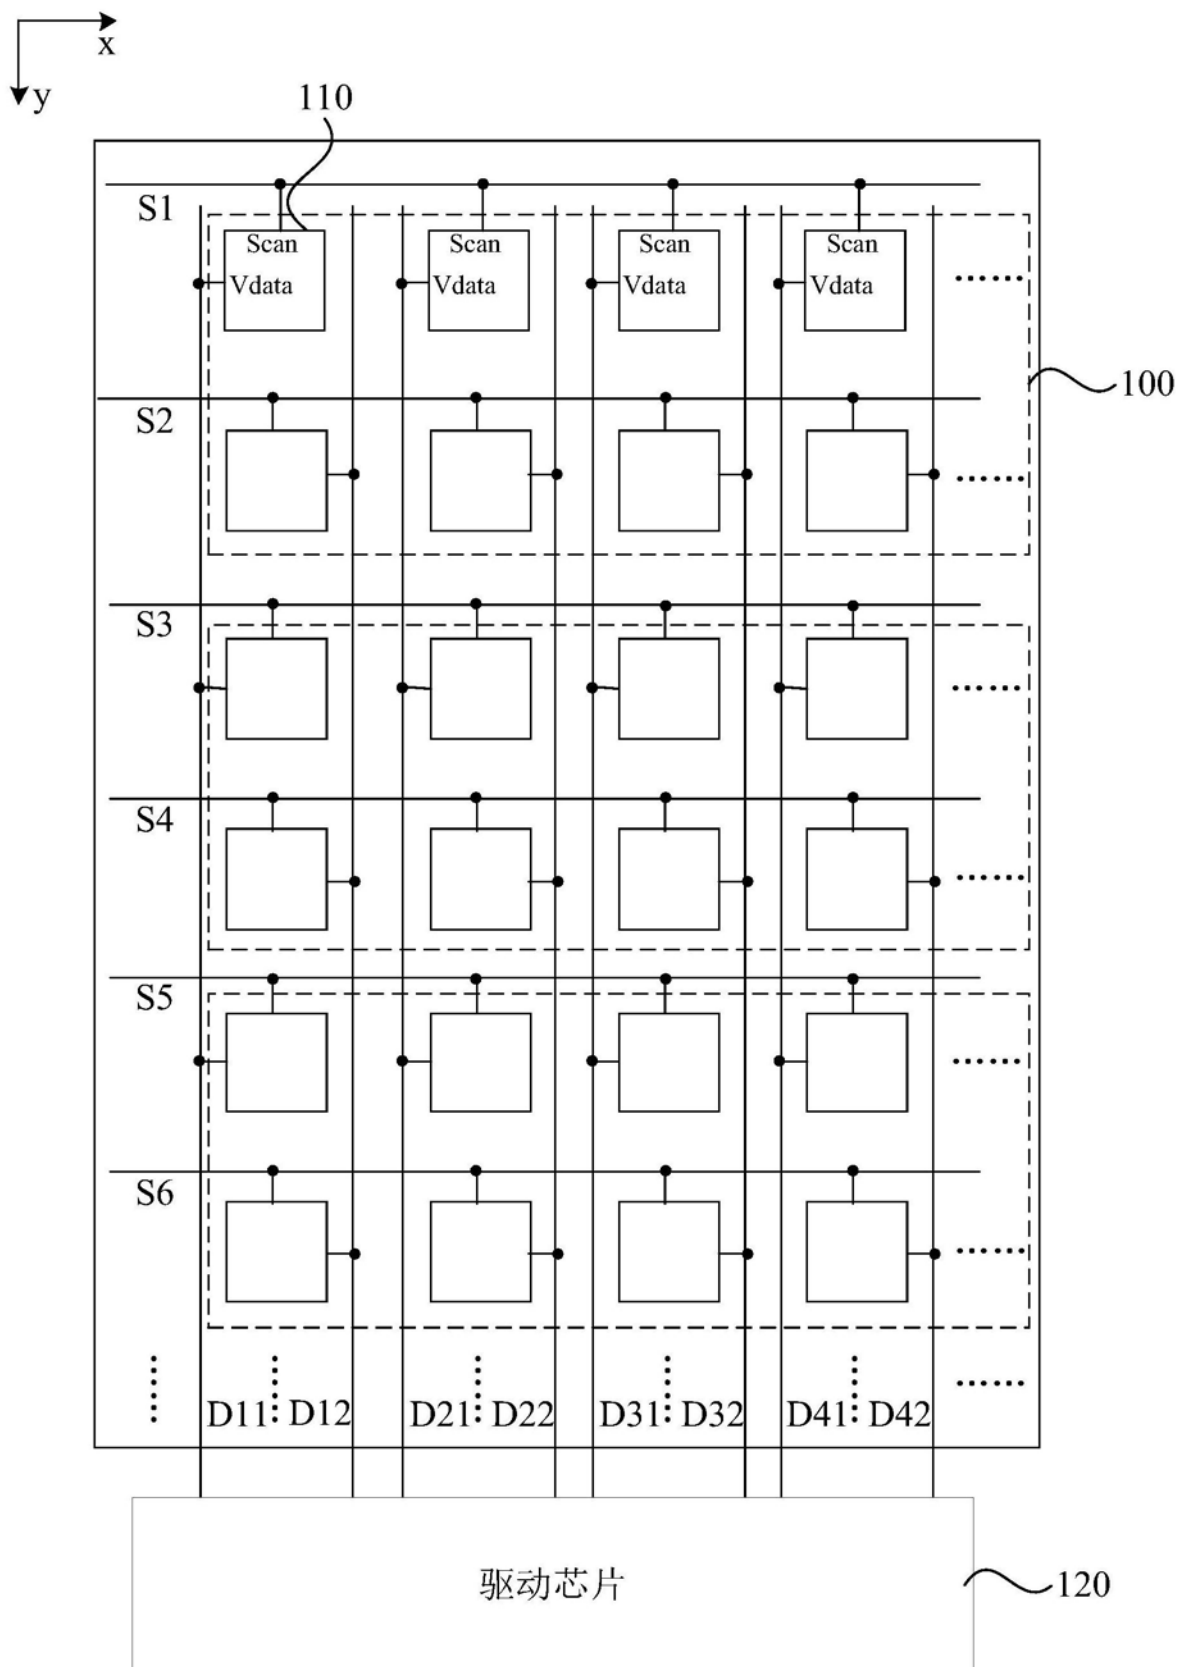 x
y
110
S1
Scan Scan Scan Scan
Vdata Vdata Vdata Vdata
100
S2
S3
S4
S5
S6
D11 D12 D21 D22 D31 D32 D41 D42
驱动芯片
120